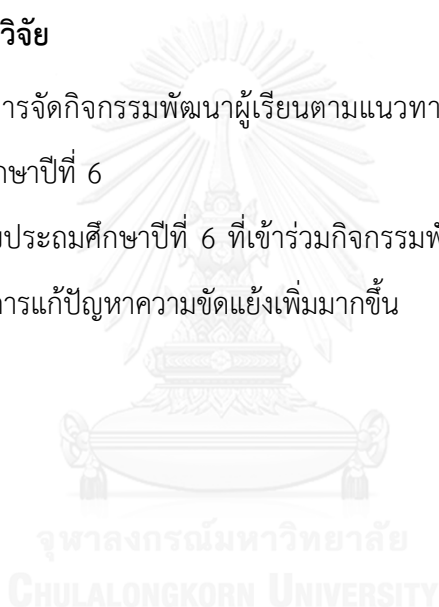 วิจัย
ารจัดกิจกรรมพัฒนาผู้เรียนตามแนวทา
กษาปีที่ 6
ประถมศึกษาปีที่ 6 ที่เข้าร่วมกิจกรรมพั
การแก้ปัญหาความขัดแย้งเพิ่มมากขึ้น
จุฬาลงกรณ์มหาวิทยาลัย
CHULALONGKORN UNIVERSITY